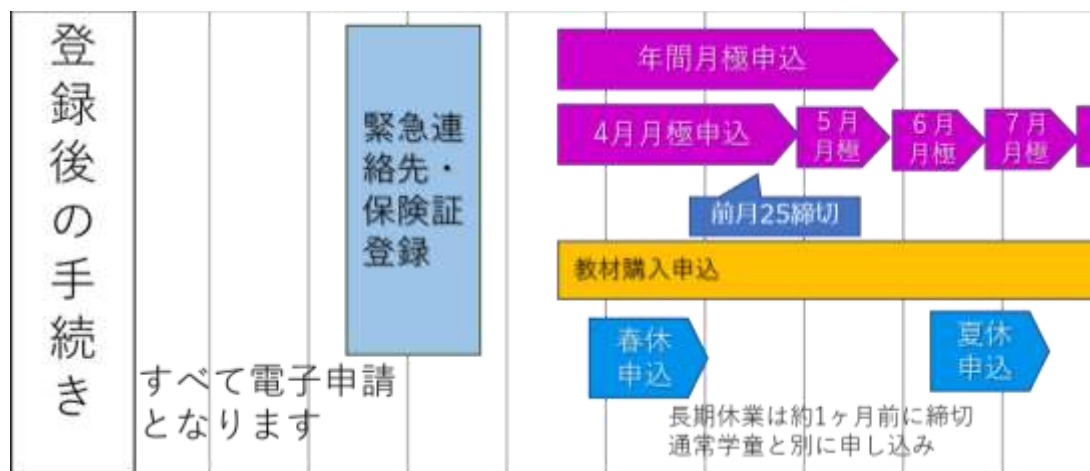 登録後の手続き
緊急連
絡先・
保険証
登録
年間月極申込
4月月極申込
5月
月極
6月
月極
7月
月極
前月25締切
教材購入申込
春休
申込
夏休
申込
すべて電子申請
となります
長期休業は約1ヶ月前に締切
通常学童と別に申し込み